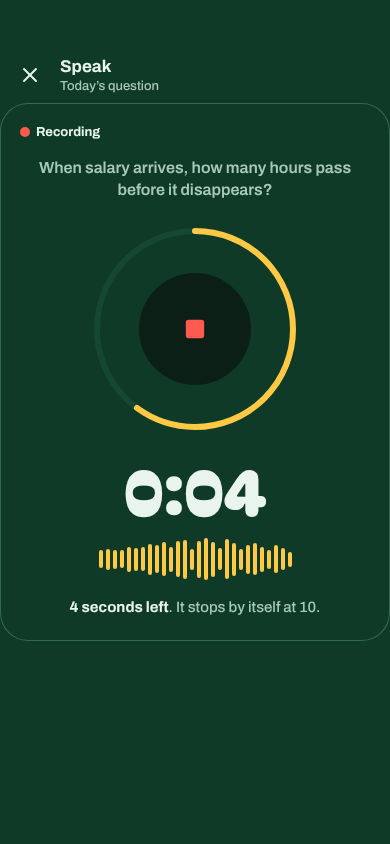 Speak
Today's question
Recording
When salary arrives, how many hours pass
before it disappears?
0:04
4 seconds left. It stops by itself at 10.